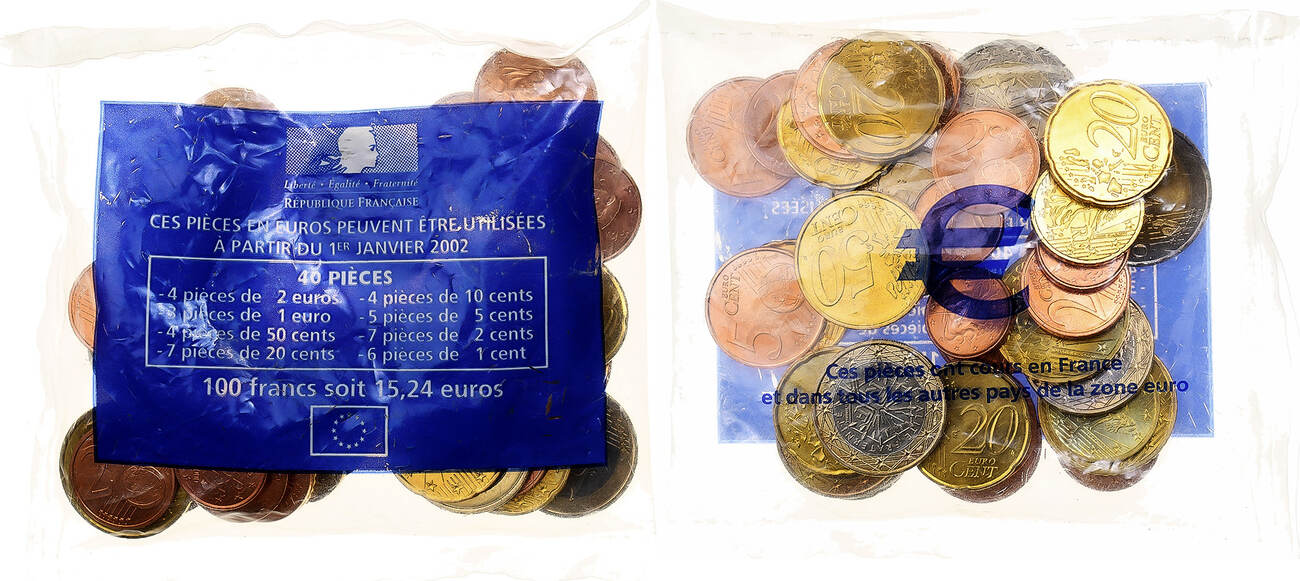 Liberté • Égalité • Fraternité
RÉPUBLIQUE FRANÇAISE
CES PIÈCES EN EUROS PEUVENT ÊTRE UTILISÉES
À PARTIR DU 1ER JANVIER 2002
40 PIÈCES
-4 pièces de 2 euros -4 pièces de 10 cents
-3 pièces de 1 euro -5 pièces de 5 cents
-4 pièces de 50 cents -7 pièces de 2 cents
-7 pièces de 20 cents -6 pièces de 1 cent
100 francs soit 15,24 euros
20
20
EURO
CENT
50
5
EURO
CENT
2
€
Ces pièces ont cours en France
et dans tous les autres pays de la zone euro
20
EURO
CENT